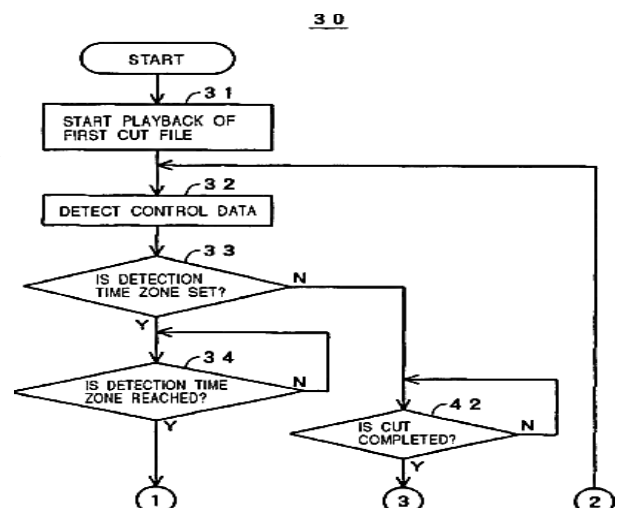 30
START
31
START PLAYBACK OF
FIRST CUT FILE
32
DETECT CONTROL DATA
33
IS DETECTION
TIME ZONE SET?
N
Y
34
IS DETECTION TIME
ZONE REACHED?
N
Y
42
IS CUT
COMPLETED?
N
Y
1
3
2